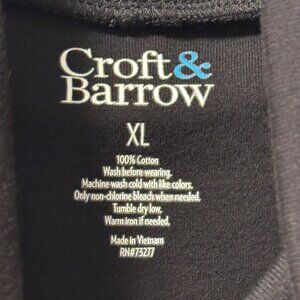 Croft&
Barrow
XL
100% Cotton
Wash before wearing.
Machine wash cold with like colors.
Only non-chlorine bleach when needed.
Tumble dry low.
Warm iron if needed.
Made in Vietnam
RN#73277